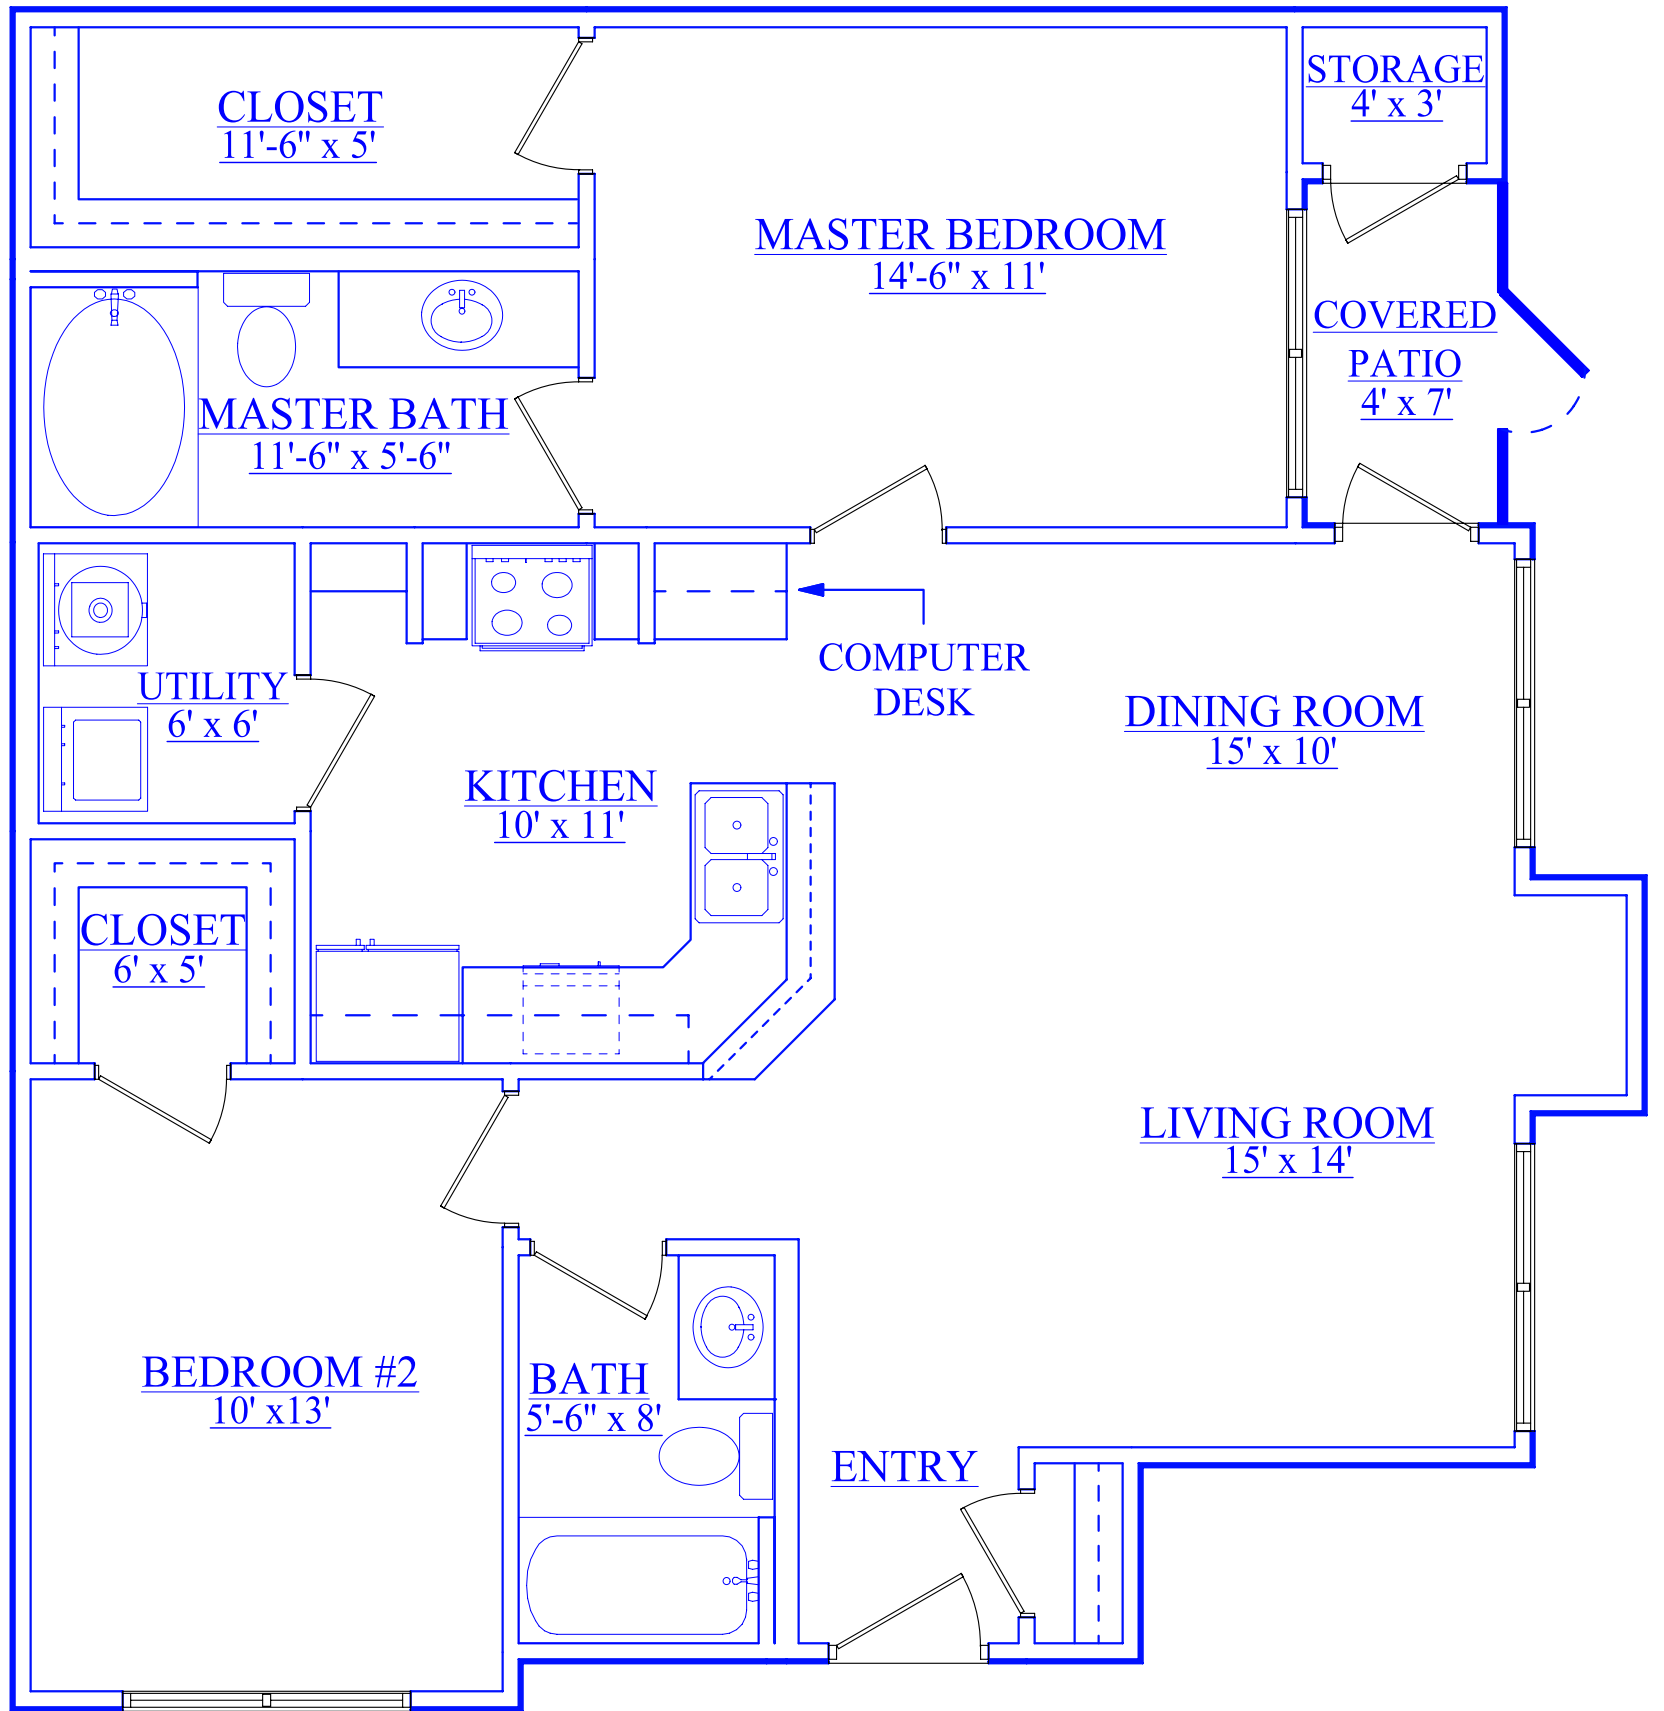 CLOSET
11'-6" x 5'
STORAGE
4' x 3'
MASTER BEDROOM
14'-6" x 11'
COVERED
PATIO
4' x 7'
MASTER BATH
11'-6" x 5'-6"
COMPUTER
DESK
UTILITY
6' x 6'
DINING ROOM
15' x 10'
KITCHEN
10' x 11'
CLOSET
6' x 5'
LIVING ROOM
15' x 14'
BEDROOM #2
10' x13'
BATH
5'-6" x 8'
ENTRY